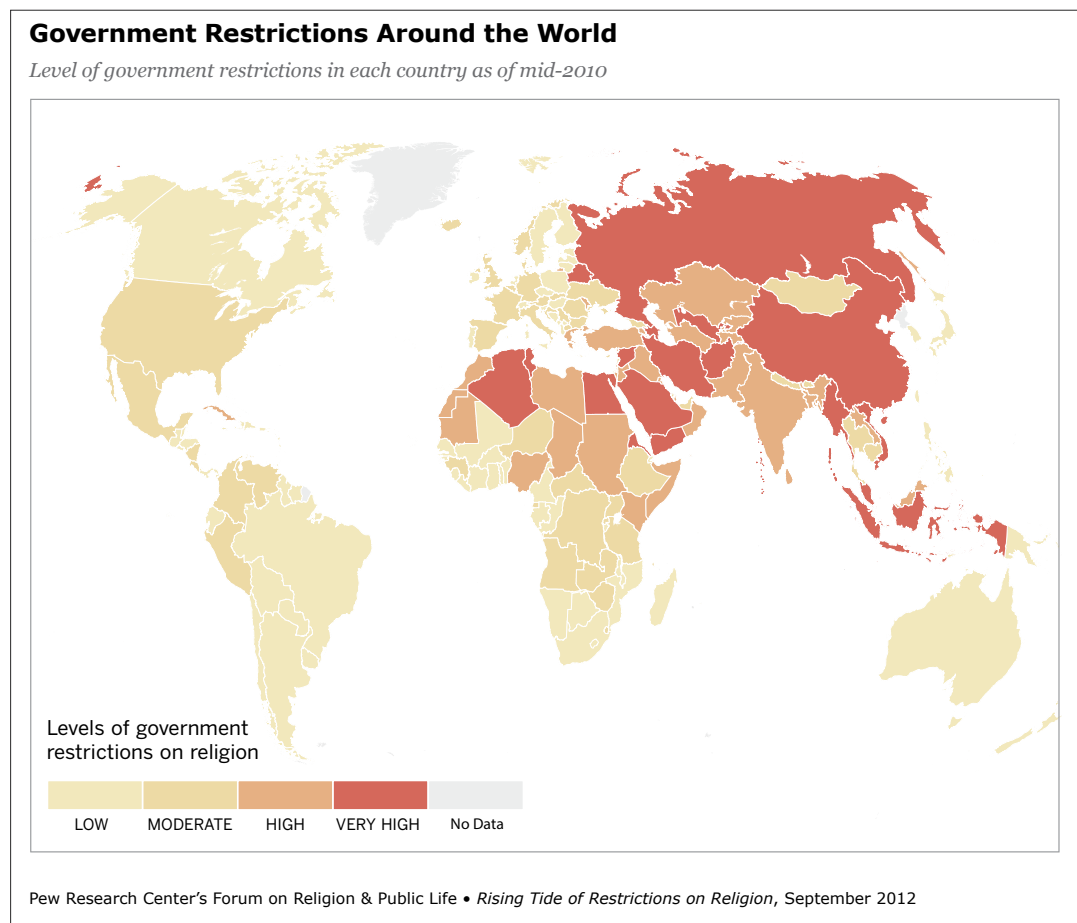 Government Restrictions Around the World
Level of government restrictions in each country as of mid-2010
Levels of government
restrictions on religion
LOW MODERATE HIGH VERY HIGH No Data
Pew Research Center’s Forum on Religion & Public Life • Rising Tide of Restrictions on Religion, September 2012